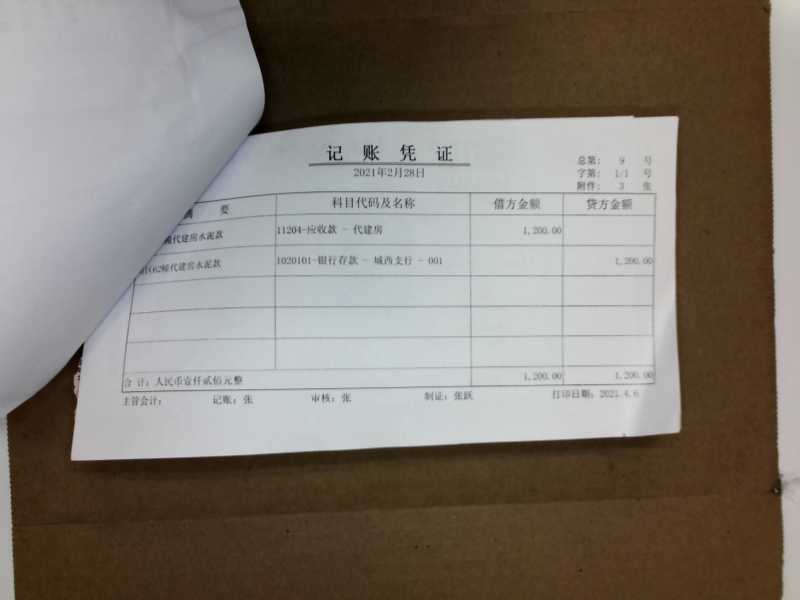 记账凭证
2021年2月28日
总第: 9 号
字第: 1/1 号
附件: 3 张
摘要 科目代码及名称 借方金额 贷方金额
代建房水泥款 11204-应收款 - 代建房 1,200.00
62幢代建房水泥款 1020101-银行存款 - 城西支行 - 001 1,200.00
合计: 人民币壹仟贰佰元整 1,200.00 1,200.00
主管会计: 记账: 张 审核: 张 制证: 张跃 打印日期: 2021.4.6